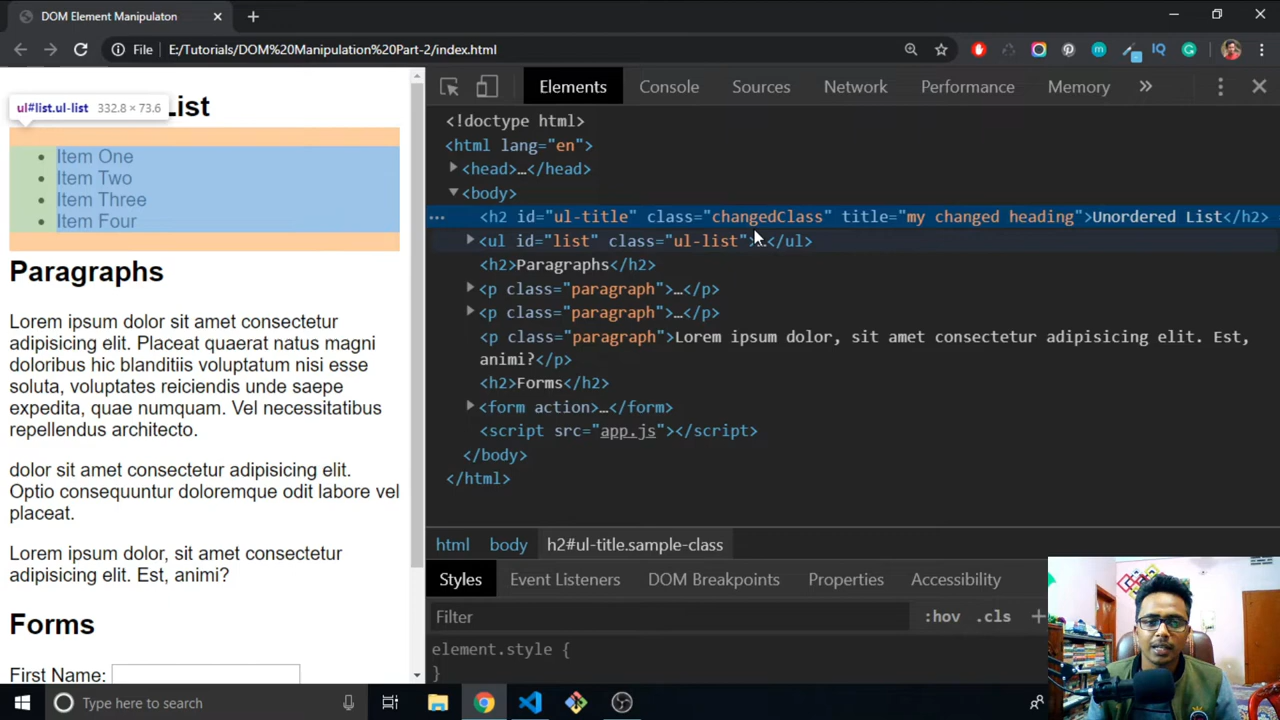 DOM Element Manipulaton
File E:/Tutorials/DOM%20Manipulation%20Part-2/index.html
List
ul#list.ul-list 332.8 × 73.6
Item One
Item Two
Item Three
Item Four
Paragraphs
Lorem ipsum dolor sit amet consectetur
adipisicing elit. Placeat quaerat natus magni
doloribus hic blanditiis voluptatum nisi esse
soluta, voluptates reiciendis unde saepe
expedita, quae numquam. Vel necessitatibus
repellendus architecto.
dolor sit amet consectetur adipisicing elit.
Optio consequuntur doloremque odit labore vel
placeat.
Lorem ipsum dolor, sit amet consectetur
adipisicing elit. Est, animi?
Forms
First Name:
Elements Console Sources Network Performance Memory »
<!doctype html>
<html lang="en">
<head>…</head>
<body>
<h2 id="ul-title" class="changedClass" title="my changed heading">Unordered List</h2>
<ul id="list" class="ul-list">…</ul>
<h2>Paragraphs</h2>
<p class="paragraph">…</p>
<p class="paragraph">…</p>
<p class="paragraph">Lorem ipsum dolor, sit amet consectetur adipisicing elit. Est,
animi?</p>
<h2>Forms</h2>
<form action>…</form>
<script src="app.js"></script>
</body>
</html>
html body h2#ul-title.sample-class
Styles Event Listeners DOM Breakpoints Properties Accessibility
Filter :hov .cls +
element.style {
}
Type here to search